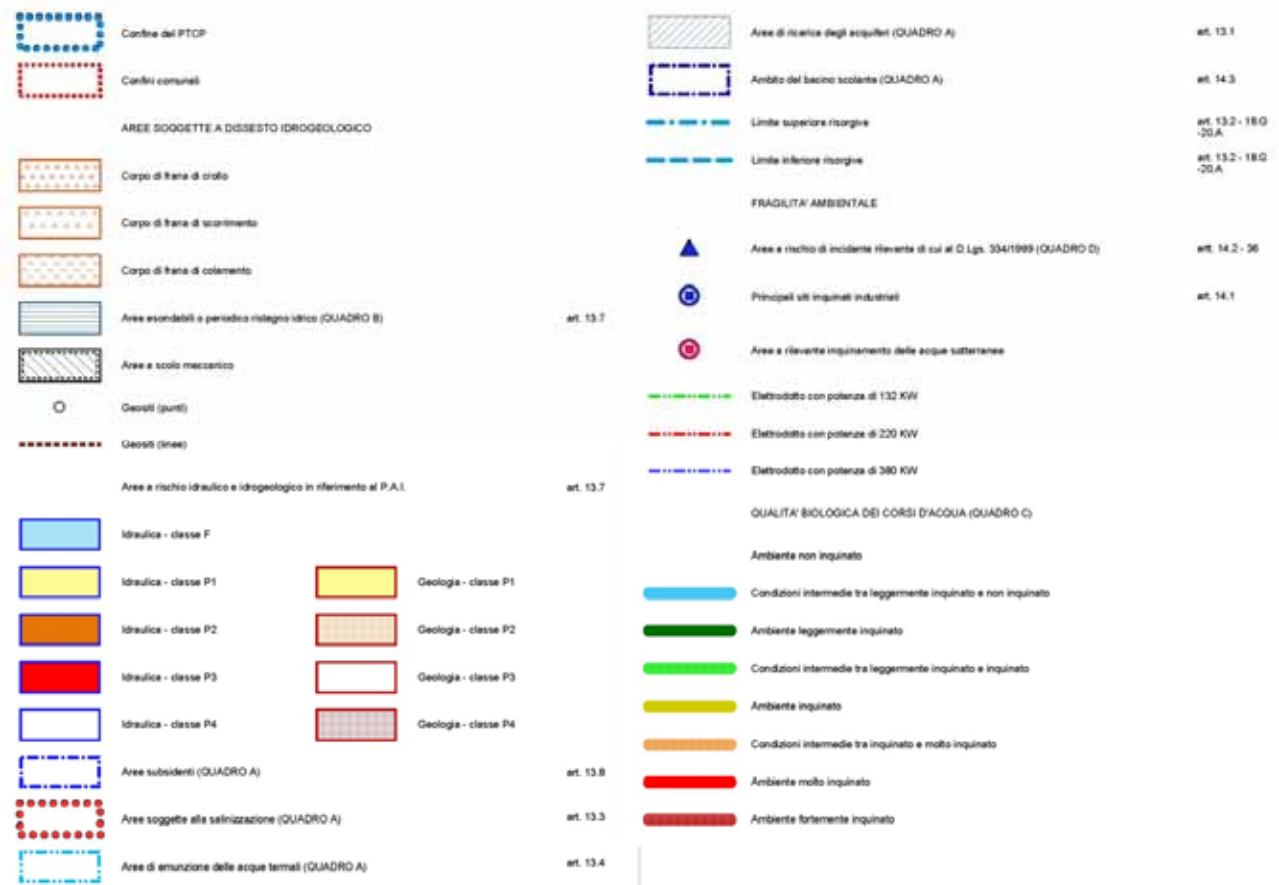 Confine del PTCP
Confini comunali
AREE SOGGETTE A DISSESTO IDROGEOLOGICO
Corpo di frana di crollo
Corpo di frana di scorrimento
Corpo di frana di colamento
Aree esondabili o periodico ristagno idrico (QUADRO B) art. 13.7
Aree a scolo meccanico
Geositi (punti)
Geositi (linee)
Aree a rischio idraulico e idrogeologico in riferimento al P.A.I. art. 13.7
Idraulica - classe F
Idraulica - classe P1 Geologia - classe P1
Idraulica - classe P2 Geologia - classe P2
Idraulica - classe P3 Geologia - classe P3
Idraulica - classe P4 Geologia - classe P4
Aree subsidenti (QUADRO A) art. 13.8
Aree soggette alla salinizzazione (QUADRO A) art. 13.3
Aree di emunzione delle acque termali (QUADRO A) art. 13.4
Aree di ricarica degli acquiferi (QUADRO A) art. 13.1
Ambito del bacino scolante (QUADRO A) art. 14.3
Limite superiore risorgive art. 13.2 - 18.G
-20.A
Limite inferiore risorgive art. 13.2 - 18.G
-20.A
FRAGILITA' AMBIENTALE
Aree a rischio di incidente rilevante di cui al D.Lgs. 334/1999 (QUADRO D) artt. 14.2 - 36
Principali siti inquinati industriali art. 14.1
Area a rilevante inquinamento delle acque sotterranee
Elettrodotto con potenza di 132 KW
Elettrodotto con potenza di 220 KW
Elettrodotto con potenza di 380 KW
QUALITA' BIOLOGICA DEI CORSI D'ACQUA (QUADRO C)
Ambiente non inquinato
Condizioni intermedie tra leggermente inquinato e non inquinato
Ambiente leggermente inquinato
Condizioni intermedie tra leggermente inquinato e inquinato
Ambiente inquinato
Condizioni intermedie tra inquinato e molto inquinato
Ambiente molto inquinato
Ambiente fortemente inquinato